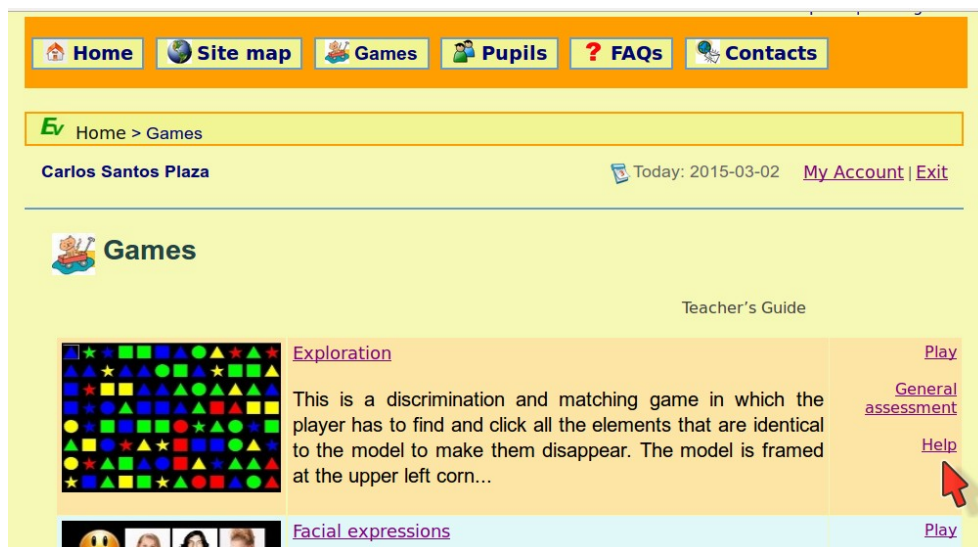 Home Site map Games Pupils ? FAQs Contacts
Ev Home > Games
Carlos Santos Plaza Today: 2015-03-02 My Account | Exit
Games
Teacher's Guide
Exploration Play
This is a discrimination and matching game in which the
player has to find and click all the elements that are identical
to the model to make them disappear. The model is framed
at the upper left corn...
General
assessment
Help
Facial expressions Play